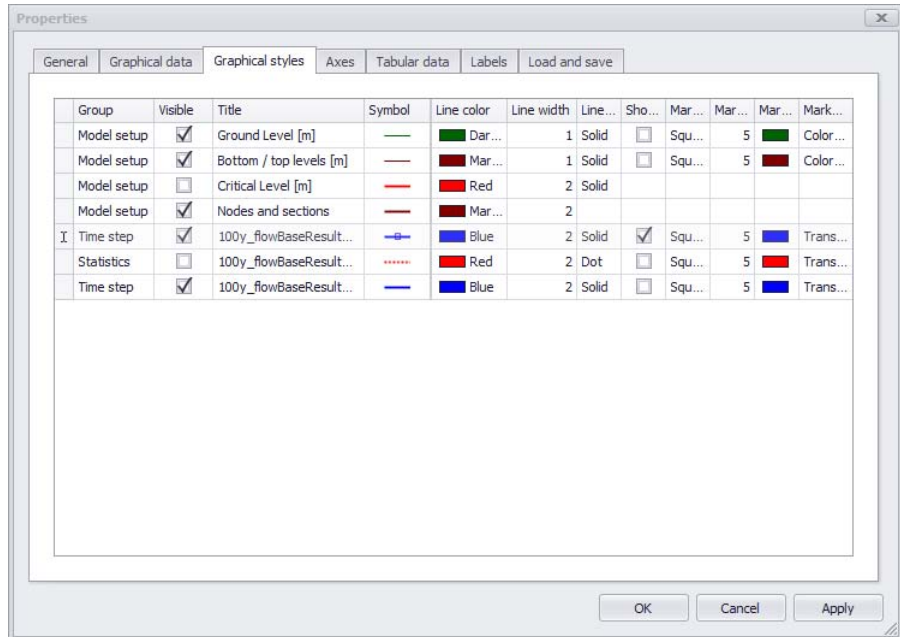 Properties
General Graphical data Graphical styles Axes Tabular data Labels Load and save
Group Visible Title Symbol Line color Line width Line... Sho... Mar... Mar... Mar... Mark...
Model setup Ground Level [m] Dar... 1 Solid Squ... 5 Color...
Model setup Bottom / top levels [m] Mar... 1 Solid Squ... 5 Color...
Model setup Critical Level [m] Red 2 Solid
Model setup Nodes and sections Mar... 2
Time step 100y_flowBaseResult... Blue 2 Solid Squ... 5 Trans...
Statistics 100y_flowBaseResult... Red 2 Dot Squ... 5 Trans...
Time step 100y_flowBaseResult... Blue 2 Solid Squ... 5 Trans...
OK Cancel Apply